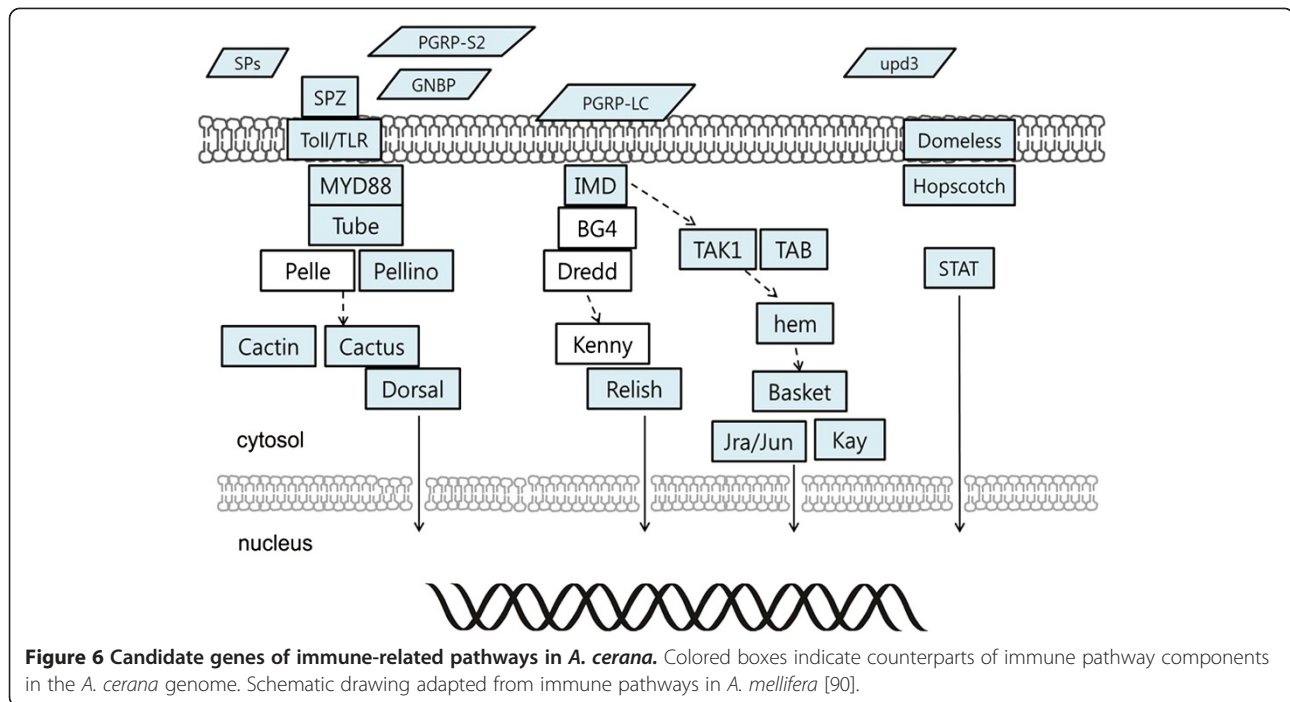 SPs
PGRP-S2
GNBP
SPZ
Toll/TLR
MYD88
Tube
Pelle
Pellino
Cactin
Cactus
Dorsal
PGRP-LC
IMD
BG4
Dredd
Kenny
Relish
TAK1
TAB
hem
Basket
Jra/Jun
Kay
upd3
Domeless
Hopscotch
STAT
cytosol
nucleus
Figure 6 Candidate genes of immune-related pathways in A. cerana. Colored boxes indicate counterparts of immune pathway components
in the A. cerana genome. Schematic drawing adapted from immune pathways in A. mellifera [90].